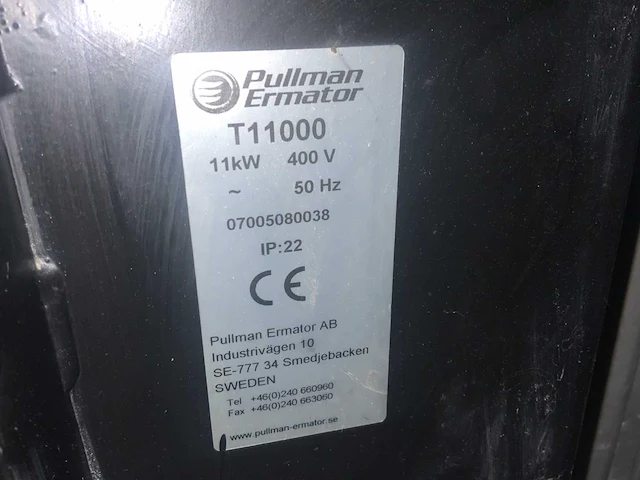 Pullman
Ermator
T11000
11kW 400 V
~ 50 Hz
07005080038
IP:22
CE
Pullman Ermator AB
Industrivägen 10
SE-777 34 Smedjebacken
SWEDEN
Tel +46(0)240 660960
Fax +46(0)240 663060
www.pullman-ermator.se